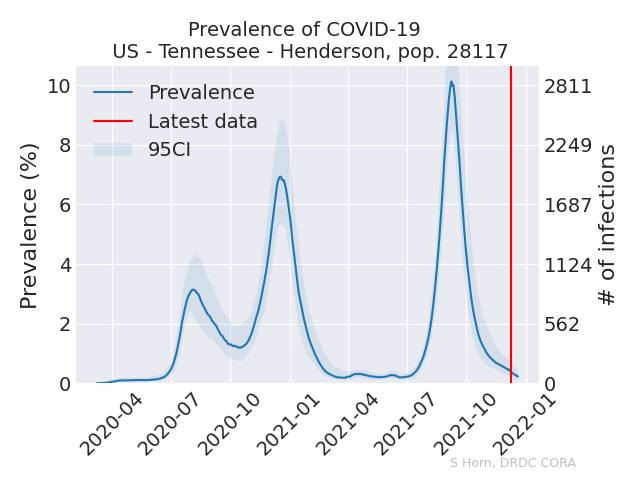 Prevalence of COVID-19
US - Tennessee - Henderson, pop. 28117
Prevalence
Latest data
95CI
Prevalence (%)
10
8
6
4
2
0
2811
2249
1687
1124
562
0
# of infections
2020-04
2020-07
2020-10
2021-01
2021-04
2021-07
2021-10
2022-01
S Horn, DRDC CORA